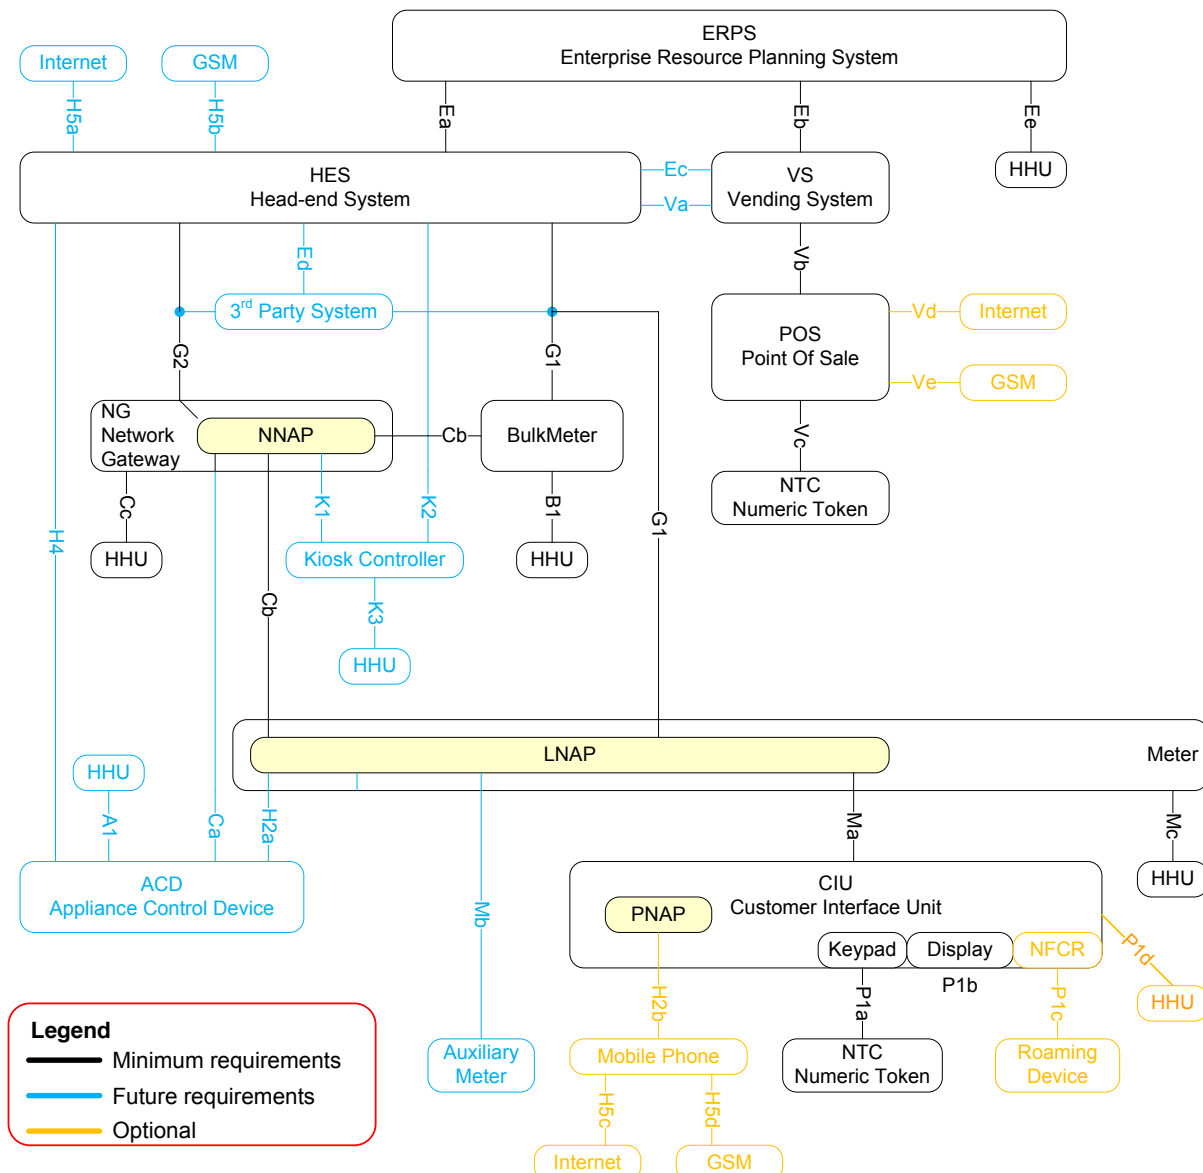 ERPS
Enterprise Resource Planning System
Internet
GSM
H5a
H5b
Ea
Eb
Ee
HES
Head-end System
Ec
Va
VS
Vending System
HHU
Ed
Vb
3rd Party System
POS
Point Of Sale
Vd
Internet
Ve
GSM
G2
G1
NG
Network
Gateway
NNAP
Cb
BulkMeter
Vc
NTC
Numeric Token
Cc
K1
K2
B1
G1
H4
HHU
Kiosk Controller
HHU
Cb
K3
HHU
LNAP
Meter
HHU
A1
Ca
H2a
Mb
Ma
Mc
ACD
Appliance Control Device
CIU
Customer Interface Unit
HHU
PNAP
Keypad
Display
NFCR
P1d
P1b
H2b
P1a
P1c
HHU
Auxiliary
Meter
Mobile Phone
NTC
Numeric Token
Roaming
Device
H5c
H5d
Internet
GSM
Legend
Minimum requirements
Future requirements
Optional